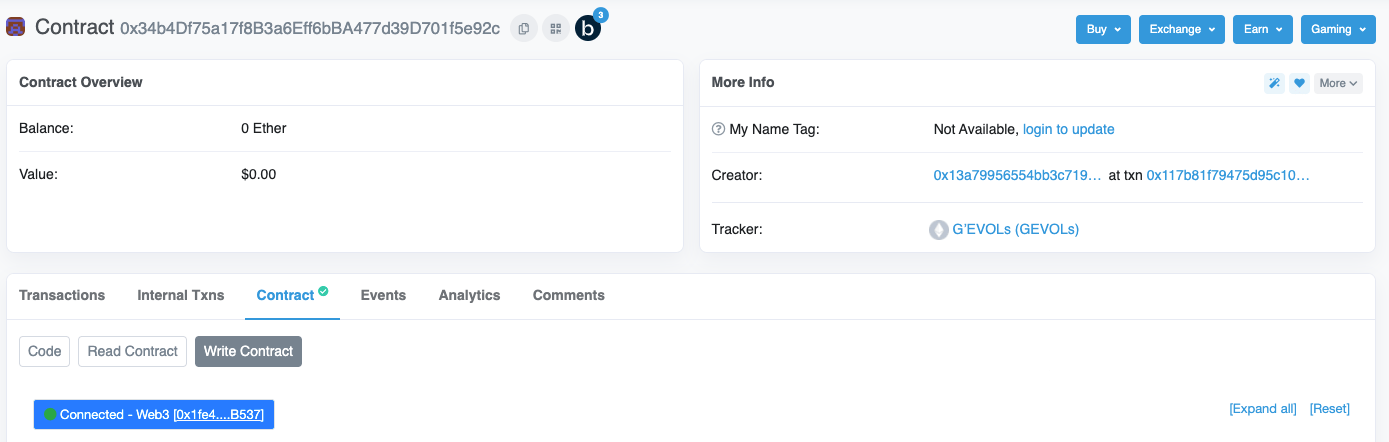 Contract 0x34b4Df75a17f8B3a6Eff6bBA477d39D701f5e92c b 3
Buy Exchange Earn Gaming
Contract Overview
Balance: 0 Ether
Value: $0.00
More Info More
? My Name Tag: Not Available, login to update
Creator: 0x13a79956554bb3c719... at txn 0x117b81f79475d95c10...
Tracker: G'EVOLs (GEVOLs)
Transactions Internal Txns Contract Events Analytics Comments
Code Read Contract Write Contract
Connected - Web3 [0x1fe4....B537] [Expand all] [Reset]